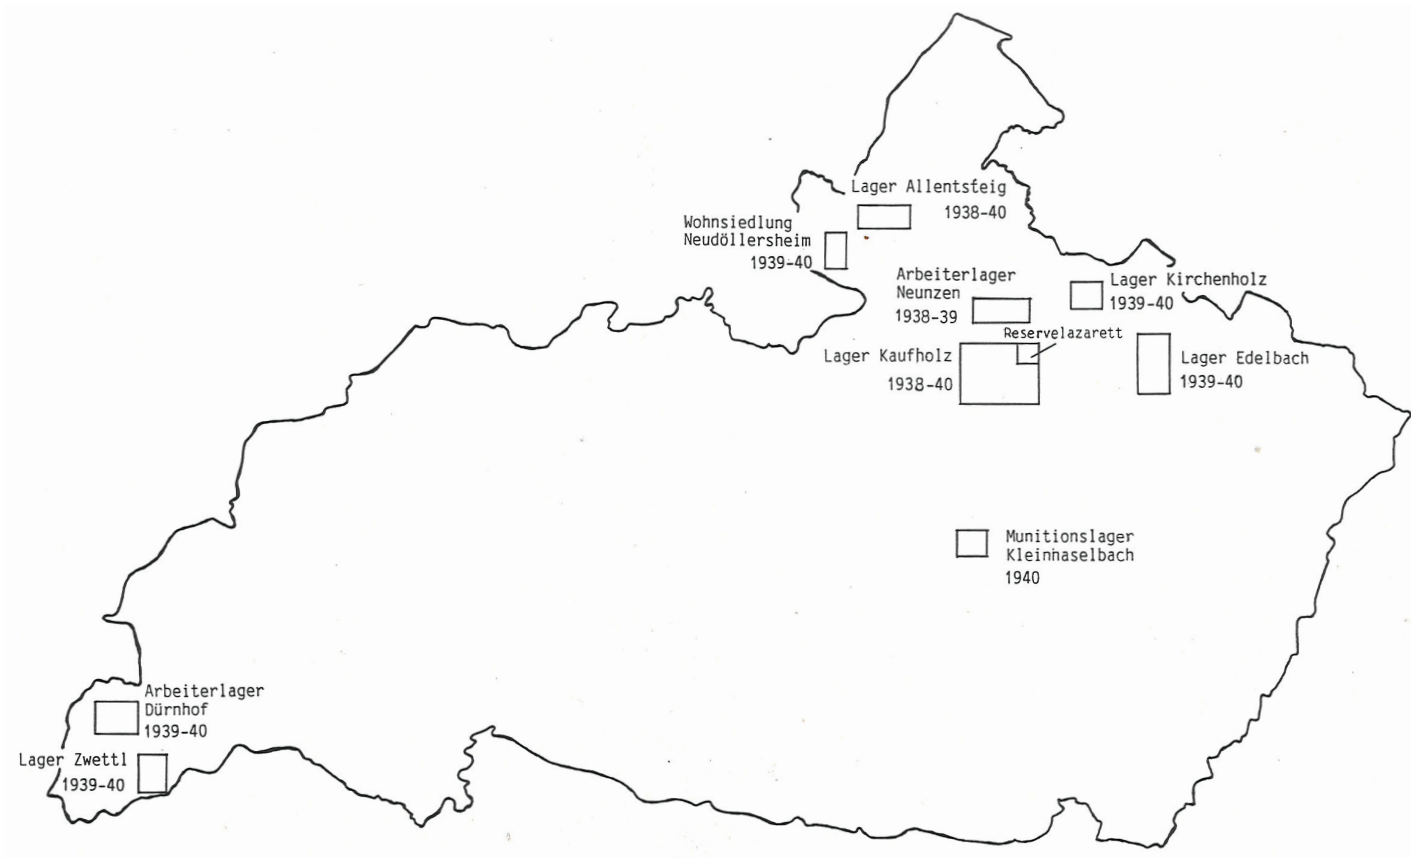 Lager Allentsteig
1938-40
Wohnsiedlung
Neudöllersheim
1939-40
Arbeiterlager
Neunzen
1938-39
Lager Kirchenholz
1939-40
Reservelazarett
Lager Kaufholz
1938-40
Lager Edelbach
1939-40
Munitionslager
Kleinhaselbach
1940
Arbeiterlager
Dürnhof
1939-40
Lager Zwettl
1939-40